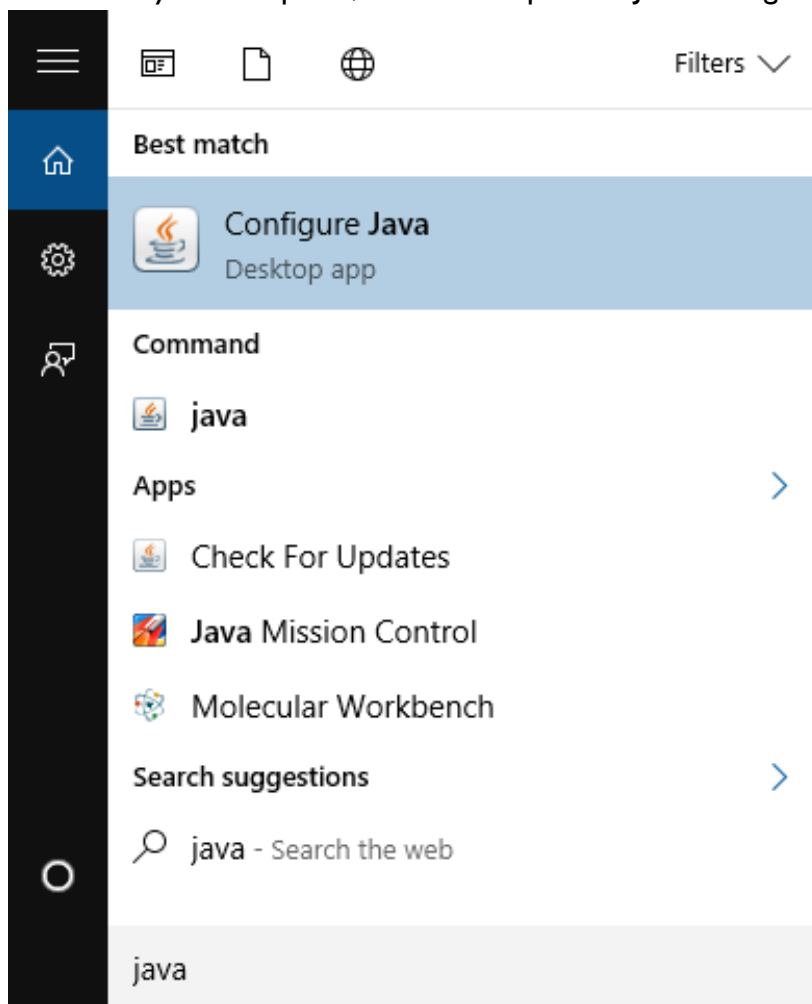 Filters
Best match
Configure Java
Desktop app
Command
java
Apps
Check For Updates
Java Mission Control
Molecular Workbench
Search suggestions
java - Search the web
java